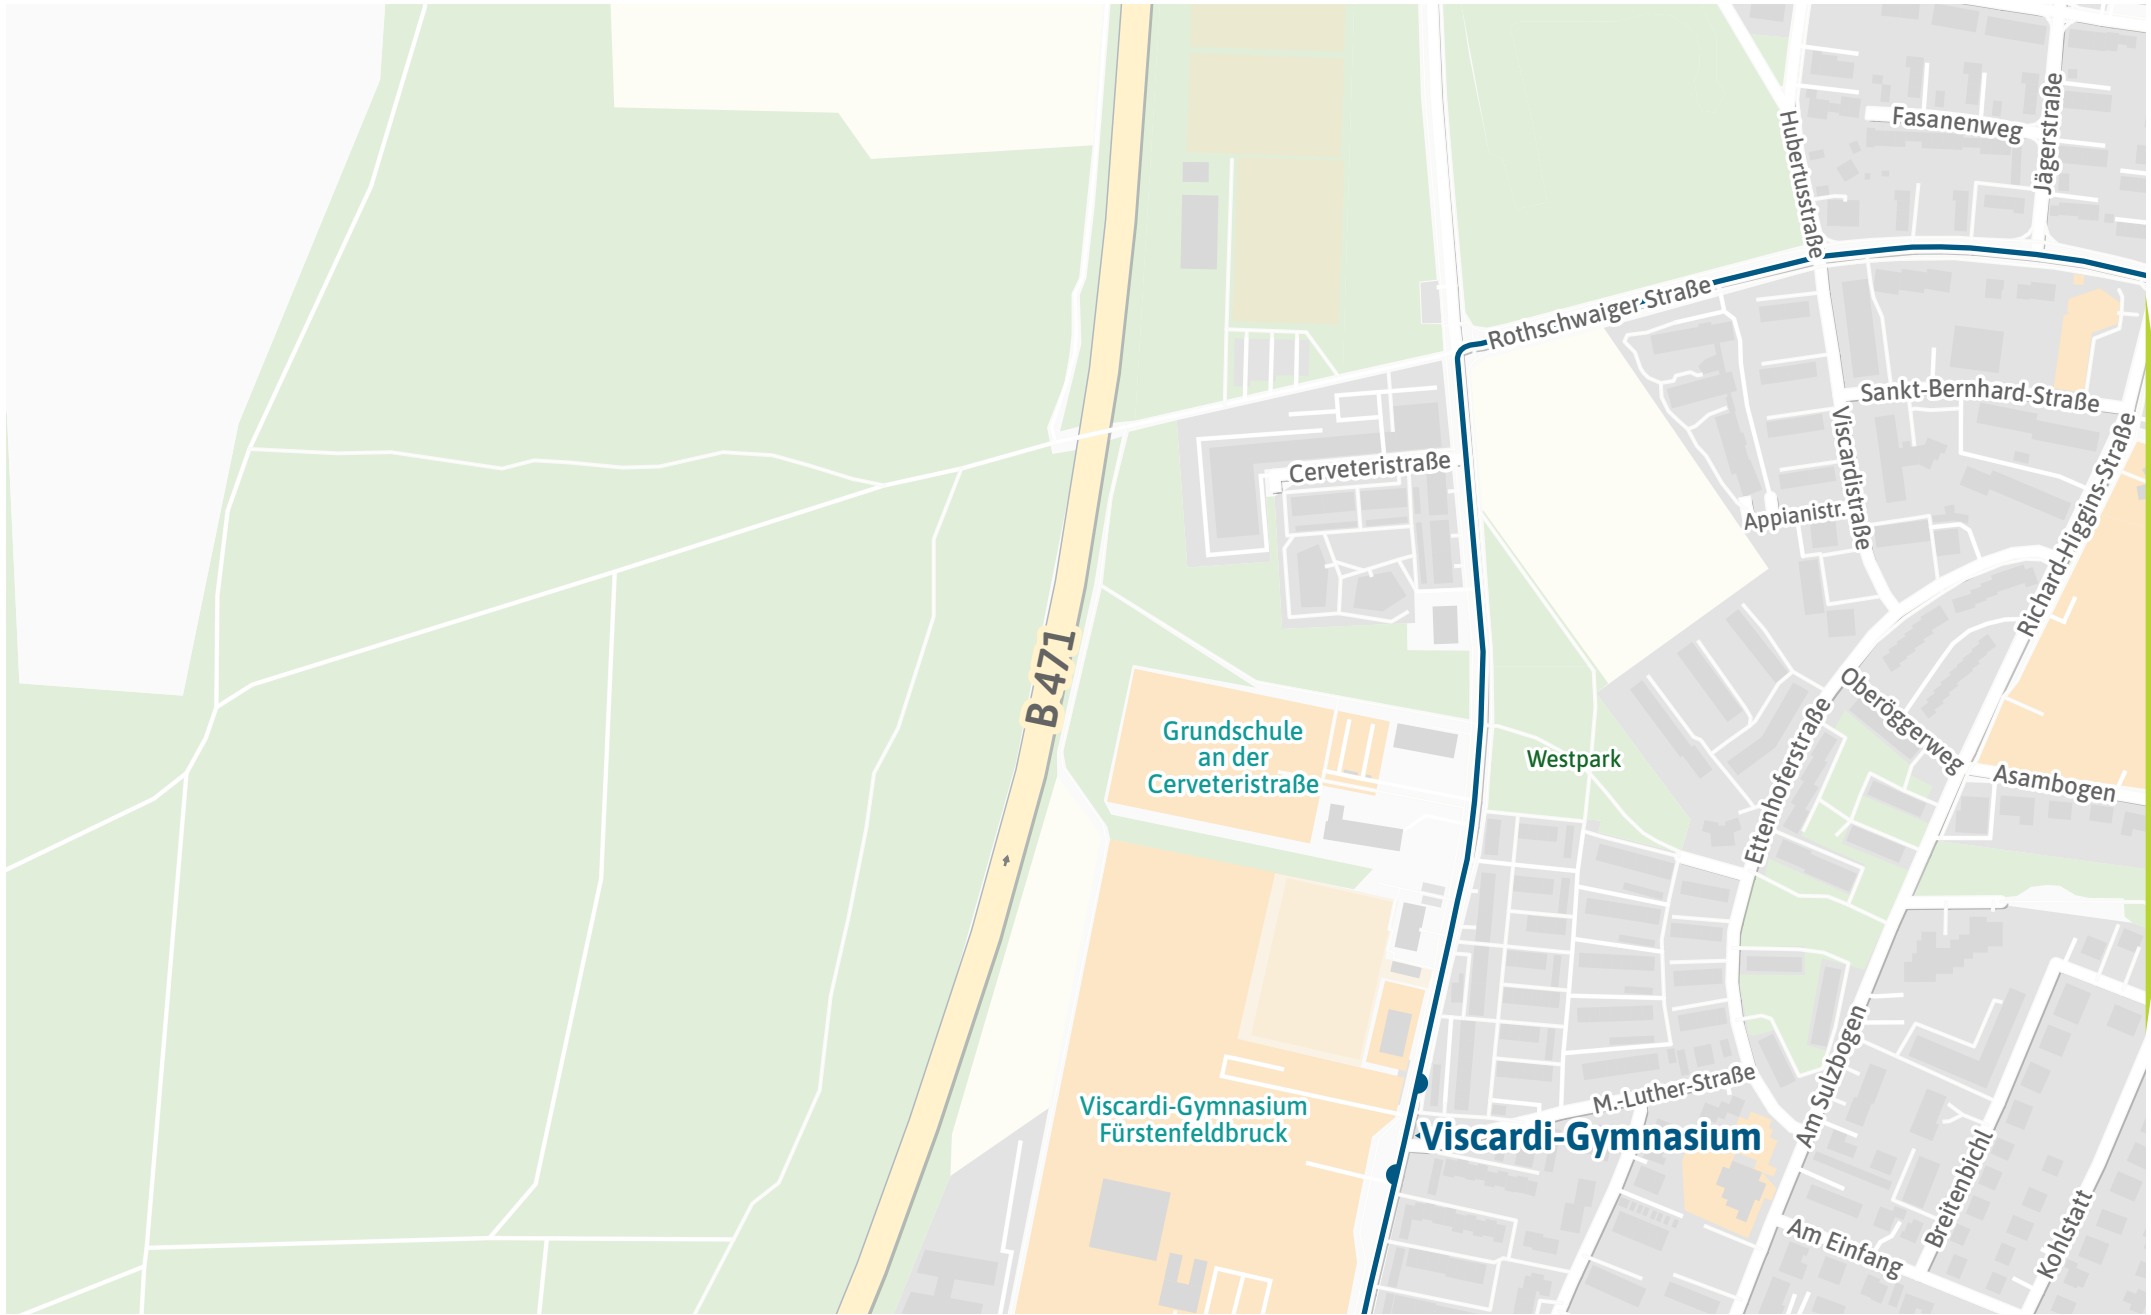 Fasanenweg
Jägerstraße
Hubertusstraße
Rothschwaiger Straße
Sankt-Bernhard-Straße
Viscardistraße
Cerveteristraße
Appianistr.
Richard-Higgins-Straße
B 471
Oberöggerweg
Grundschule
an der
Cerveteristraße
Westpark
Ettenhoferstraße
Asambogen
Am Sulzbogen
M.-Luther-Straße
Viscardi-Gymnasium
Fürstenfeldbruck
Viscardi-Gymnasium
Breitenbichl
Kohlstatt
Am Einfang